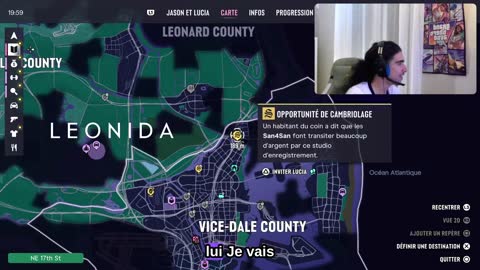 19:59
JASON ET LUCIA
CARTE
INFOS
PROGRESSION
LEONARD COUNTY
COUNTY
LEONIDA
189 m
OPPORTUNITÉ DE CAMBRIOLAGE
Un habitant du coin a dit que les
San4San font transiter beaucoup
d'argent par ce studio
d'enregistrement.
INVITER LUCIA
Océan Atlantique
RECENTRER
VUE 2D
AJOUTER UN REPÈRE
DÉFINIR UNE DESTINATION
QUITTER
VICE-DALE COUNTY
lui Je vais
NE 17th St